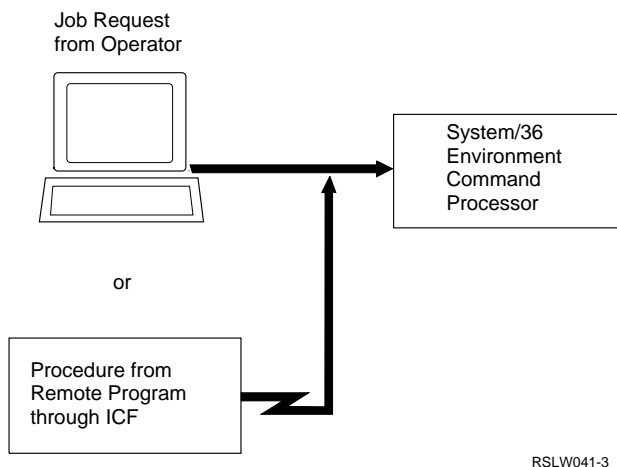 Job Request
from Operator
System/36
Environment
Command
Processor
or
Procedure from
Remote Program
through ICF
RSLW041-3